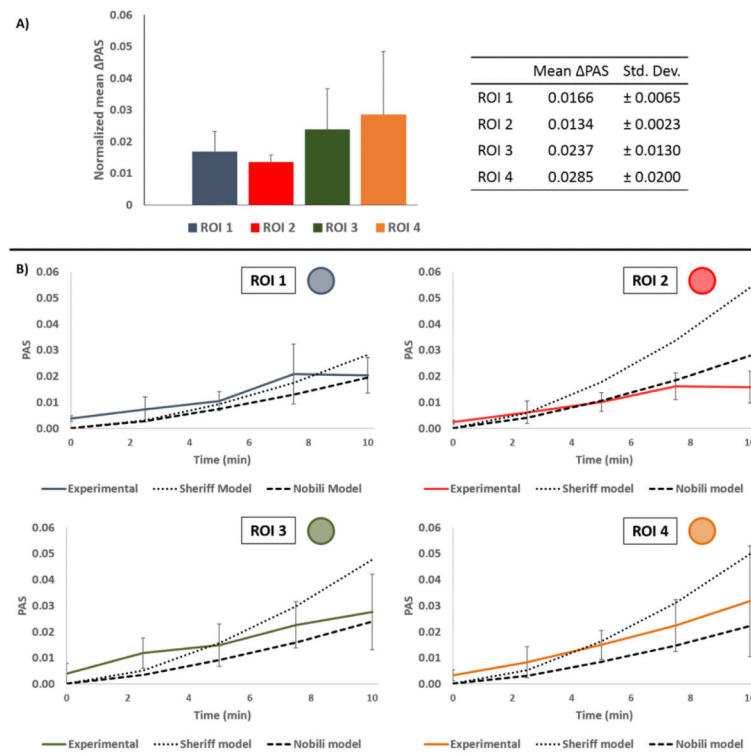 A)
Normalized mean ΔPAS
0.06
0.05
0.04
0.03
0.02
0.01
0
ROI 1 ROI 2 ROI 3 ROI 4
Mean ΔPAS Std. Dev.
ROI 1 0.0166 ± 0.0065
ROI 2 0.0134 ± 0.0023
ROI 3 0.0237 ± 0.0130
ROI 4 0.0285 ± 0.0200
B)
ROI 1
PAS
0.06
0.05
0.04
0.03
0.02
0.01
0.00
0 2 4 6 8 10
Time (min)
Experimental Sheriff Model Nobili Model
ROI 2
PAS
0.06
0.05
0.04
0.03
0.02
0.01
0.00
0 2 4 6 8 10
Time (min)
Experimental Sheriff model Nobili model
ROI 3
PAS
0.06
0.05
0.04
0.03
0.02
0.01
0.00
0 2 4 6 8 10
Time (min)
Experimental Sheriff model Nobili model
ROI 4
PAS
0.06
0.05
0.04
0.03
0.02
0.01
0.00
0 2 4 6 8 10
Time (min)
Experimental Sheriff model Nobili model